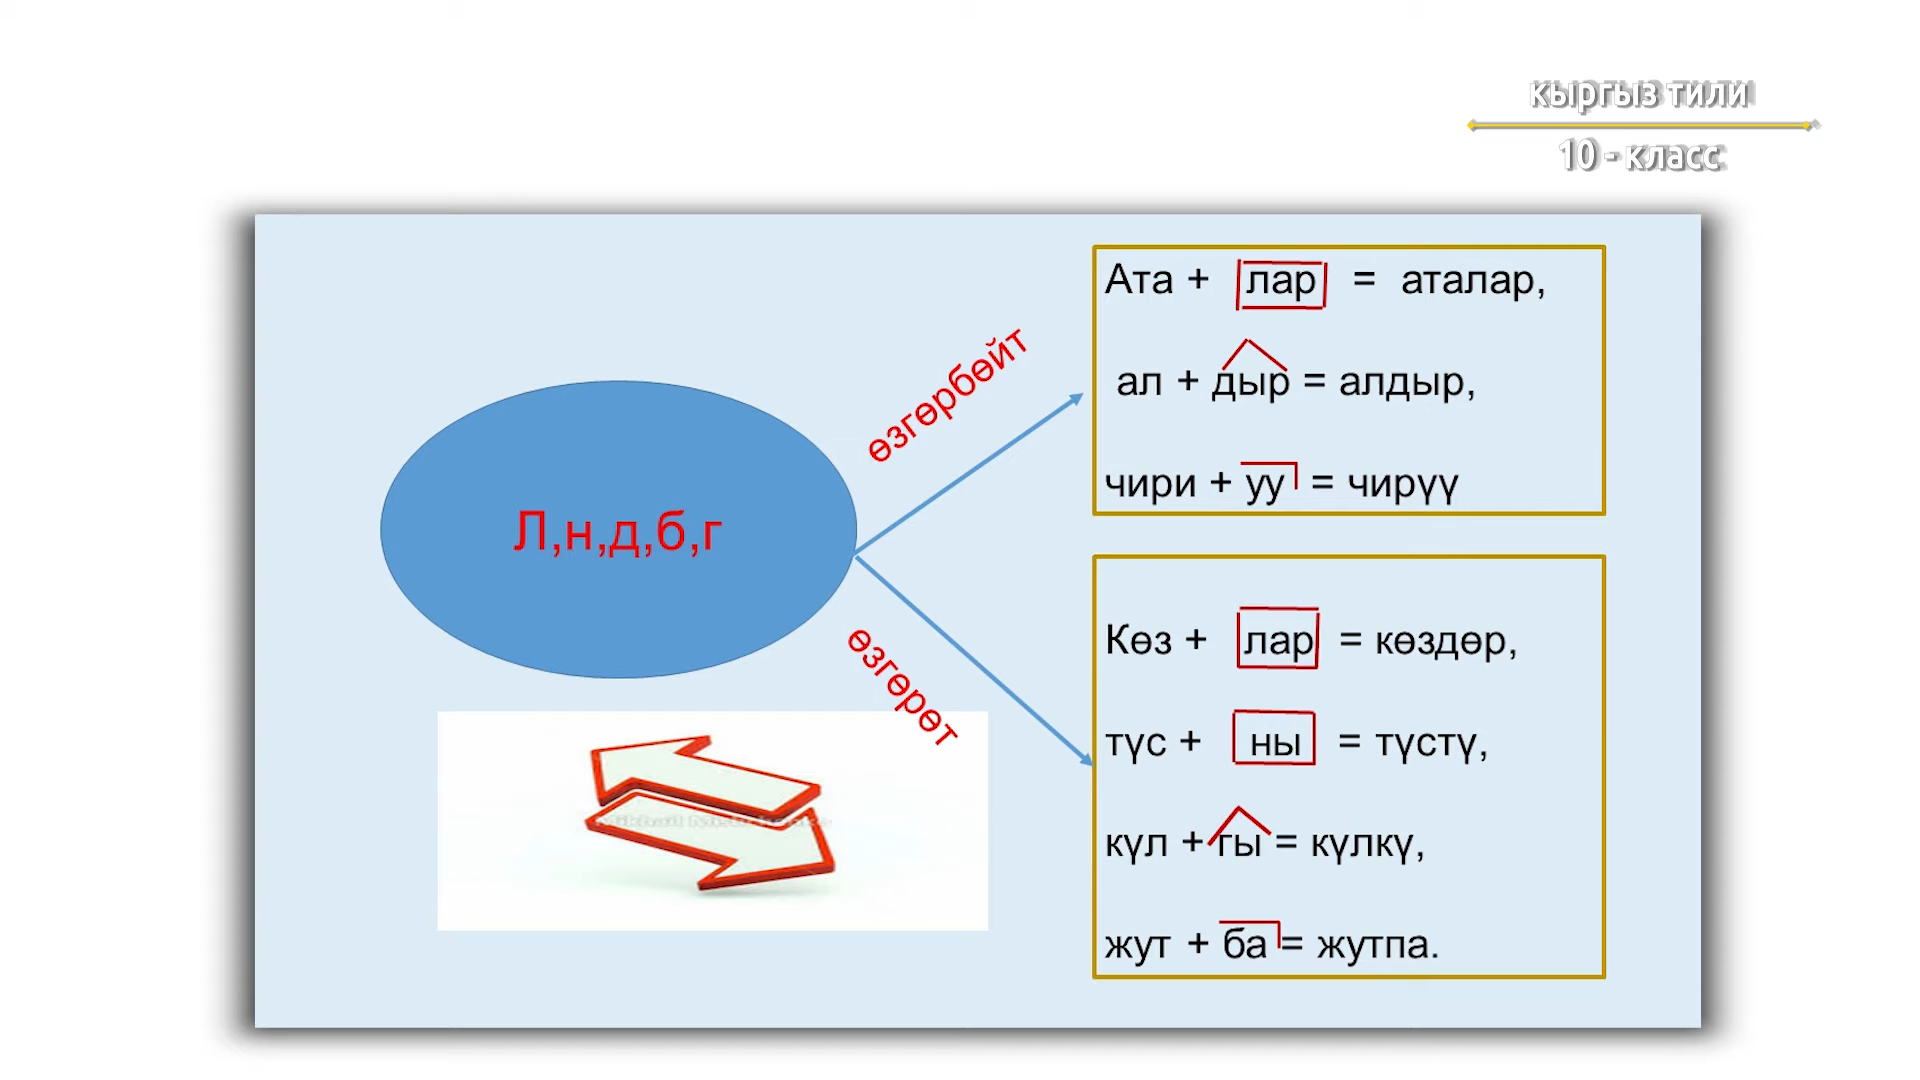 кыргыз тили
10 - класс
Ата + лар = аталар,
ал + дыр = алдыр,
чири + уу = чирүү
өзгөрбөйт
Л,н,д,б,г
өзгөрөт
Көз + лар = көздөр,
түс + ны = түстү,
күл + гы = күлкү,
жут + ба = жутпа.